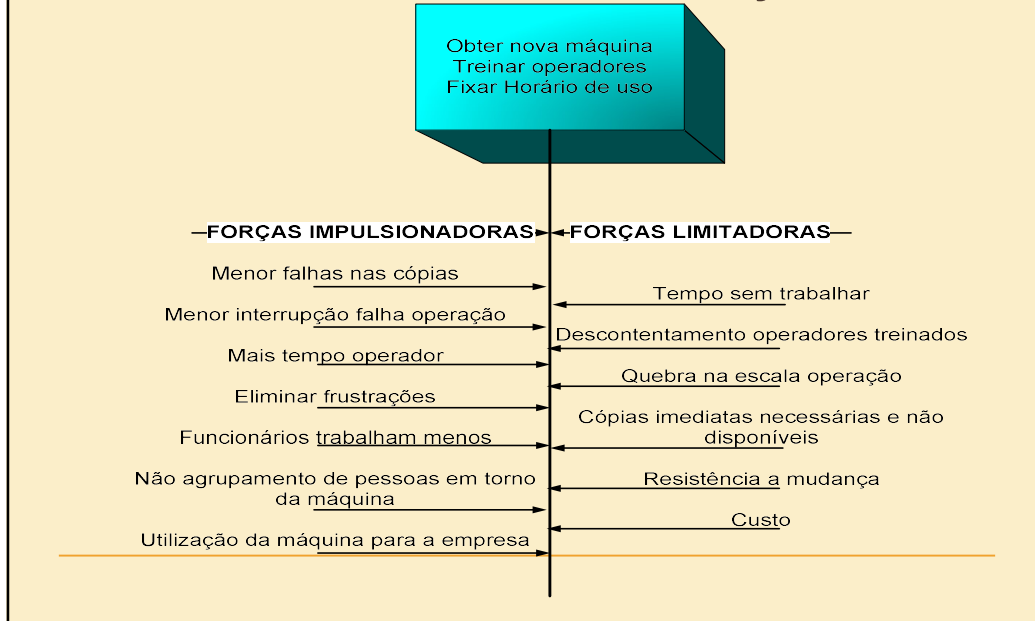 Obter nova máquina
Treinar operadores
Fixar Horário de uso
FORÇAS IMPULSIONADORAS
FORÇAS LIMITADORAS
Menor falhas nas cópias
Menor interrupção falha operação
Mais tempo operador
Eliminar frustrações
Funcionários trabalham menos
Não agrupamento de pessoas em torno
da máquina
Utilização da máquina para a empresa
Tempo sem trabalhar
Descontentamento operadores treinados
Quebra na escala operação
Cópias imediatas necessárias e não
disponíveis
Resistência a mudança
Custo